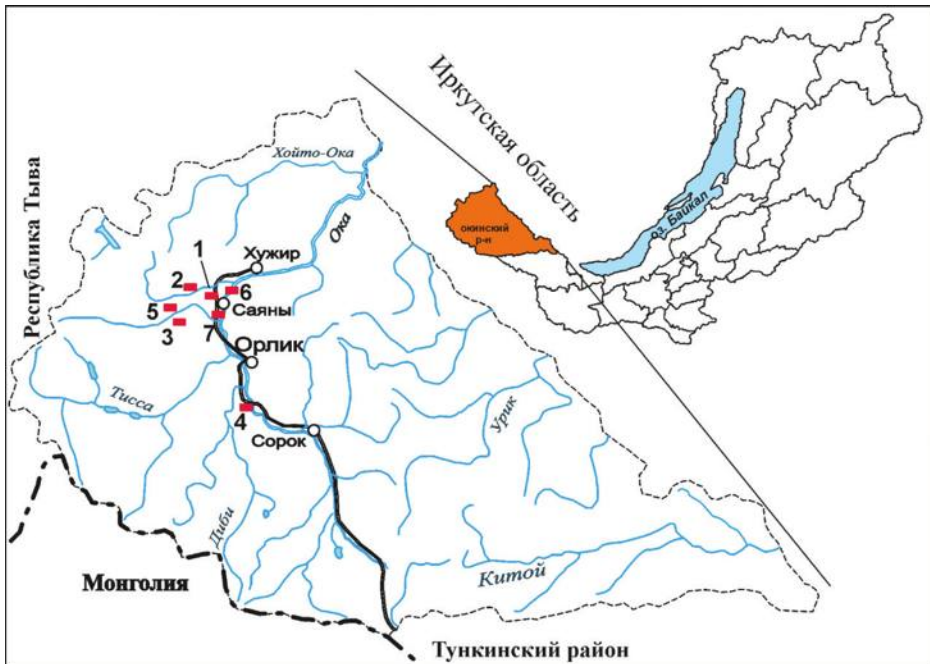 Иркутская область
оз. Байкал
окинский
р-н
Республика Тыва
Хойто-Ока
Ока
Хужир
1
2
6
Саяны
5
3
7
Орлик
Тисса
4
Сорок
Урик
Диби
Китой
Монголия
Тункинский район